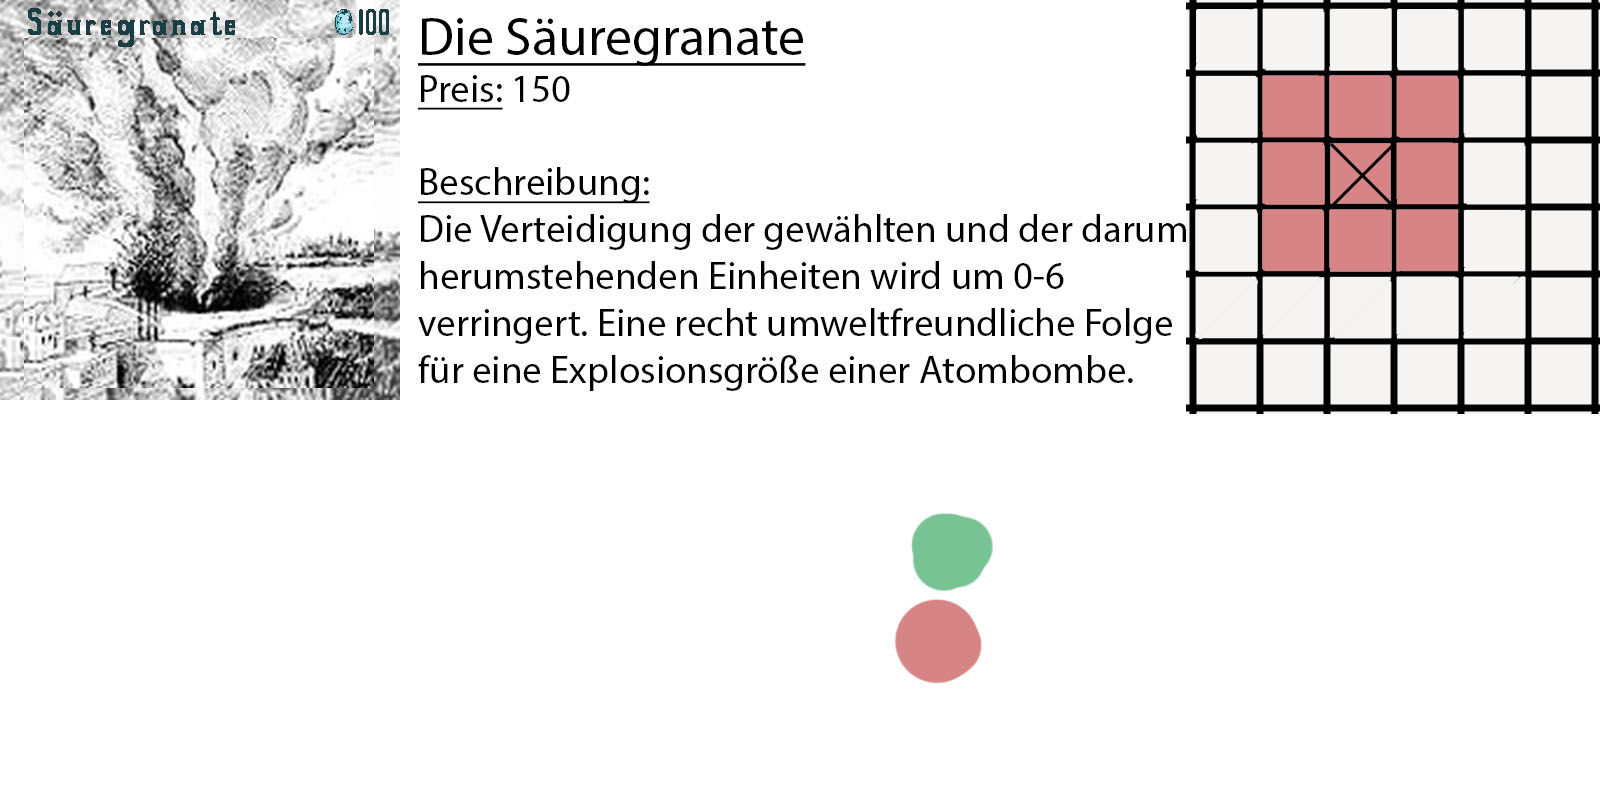 Säuregranate 100
Die Säuregranate
Preis: 150
Beschreibung:
Die Verteidigung der gewählten und der darum
herumstehenden Einheiten wird um 0-6
verringert. Eine recht umweltfreundliche Folge
für eine Explosionsgröße einer Atombombe.